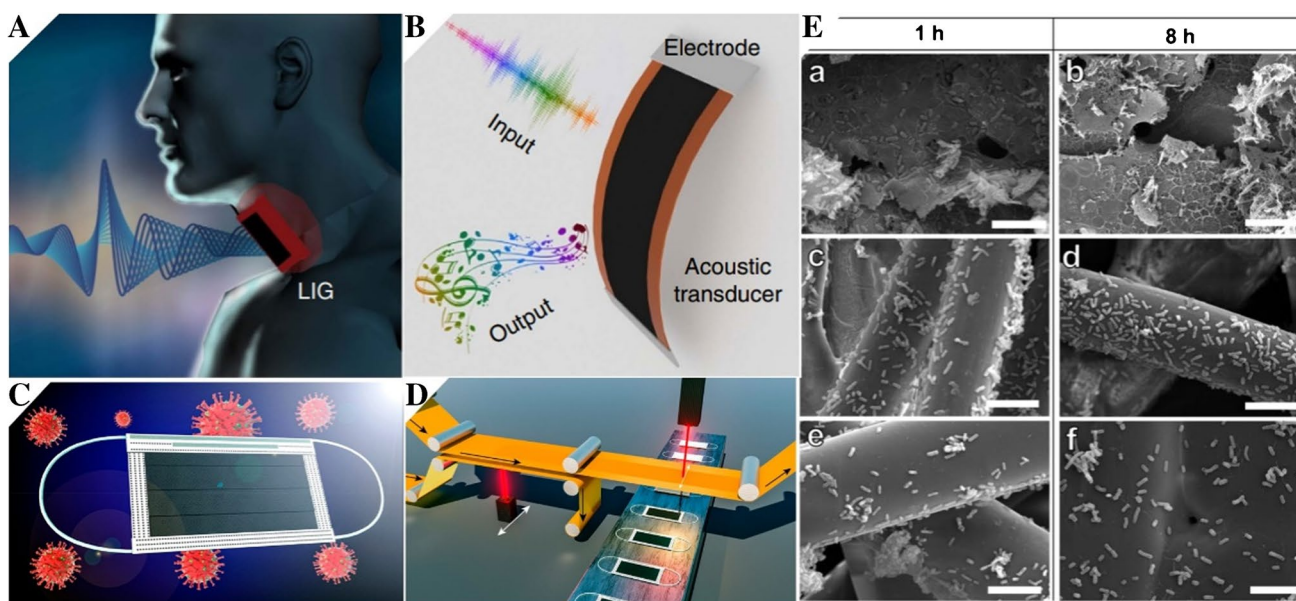 A
LIG
B
Electrode
Input
Acoustic
transducer
Output
C
D
E
1 h
8 h
a
b
c
d
e
f